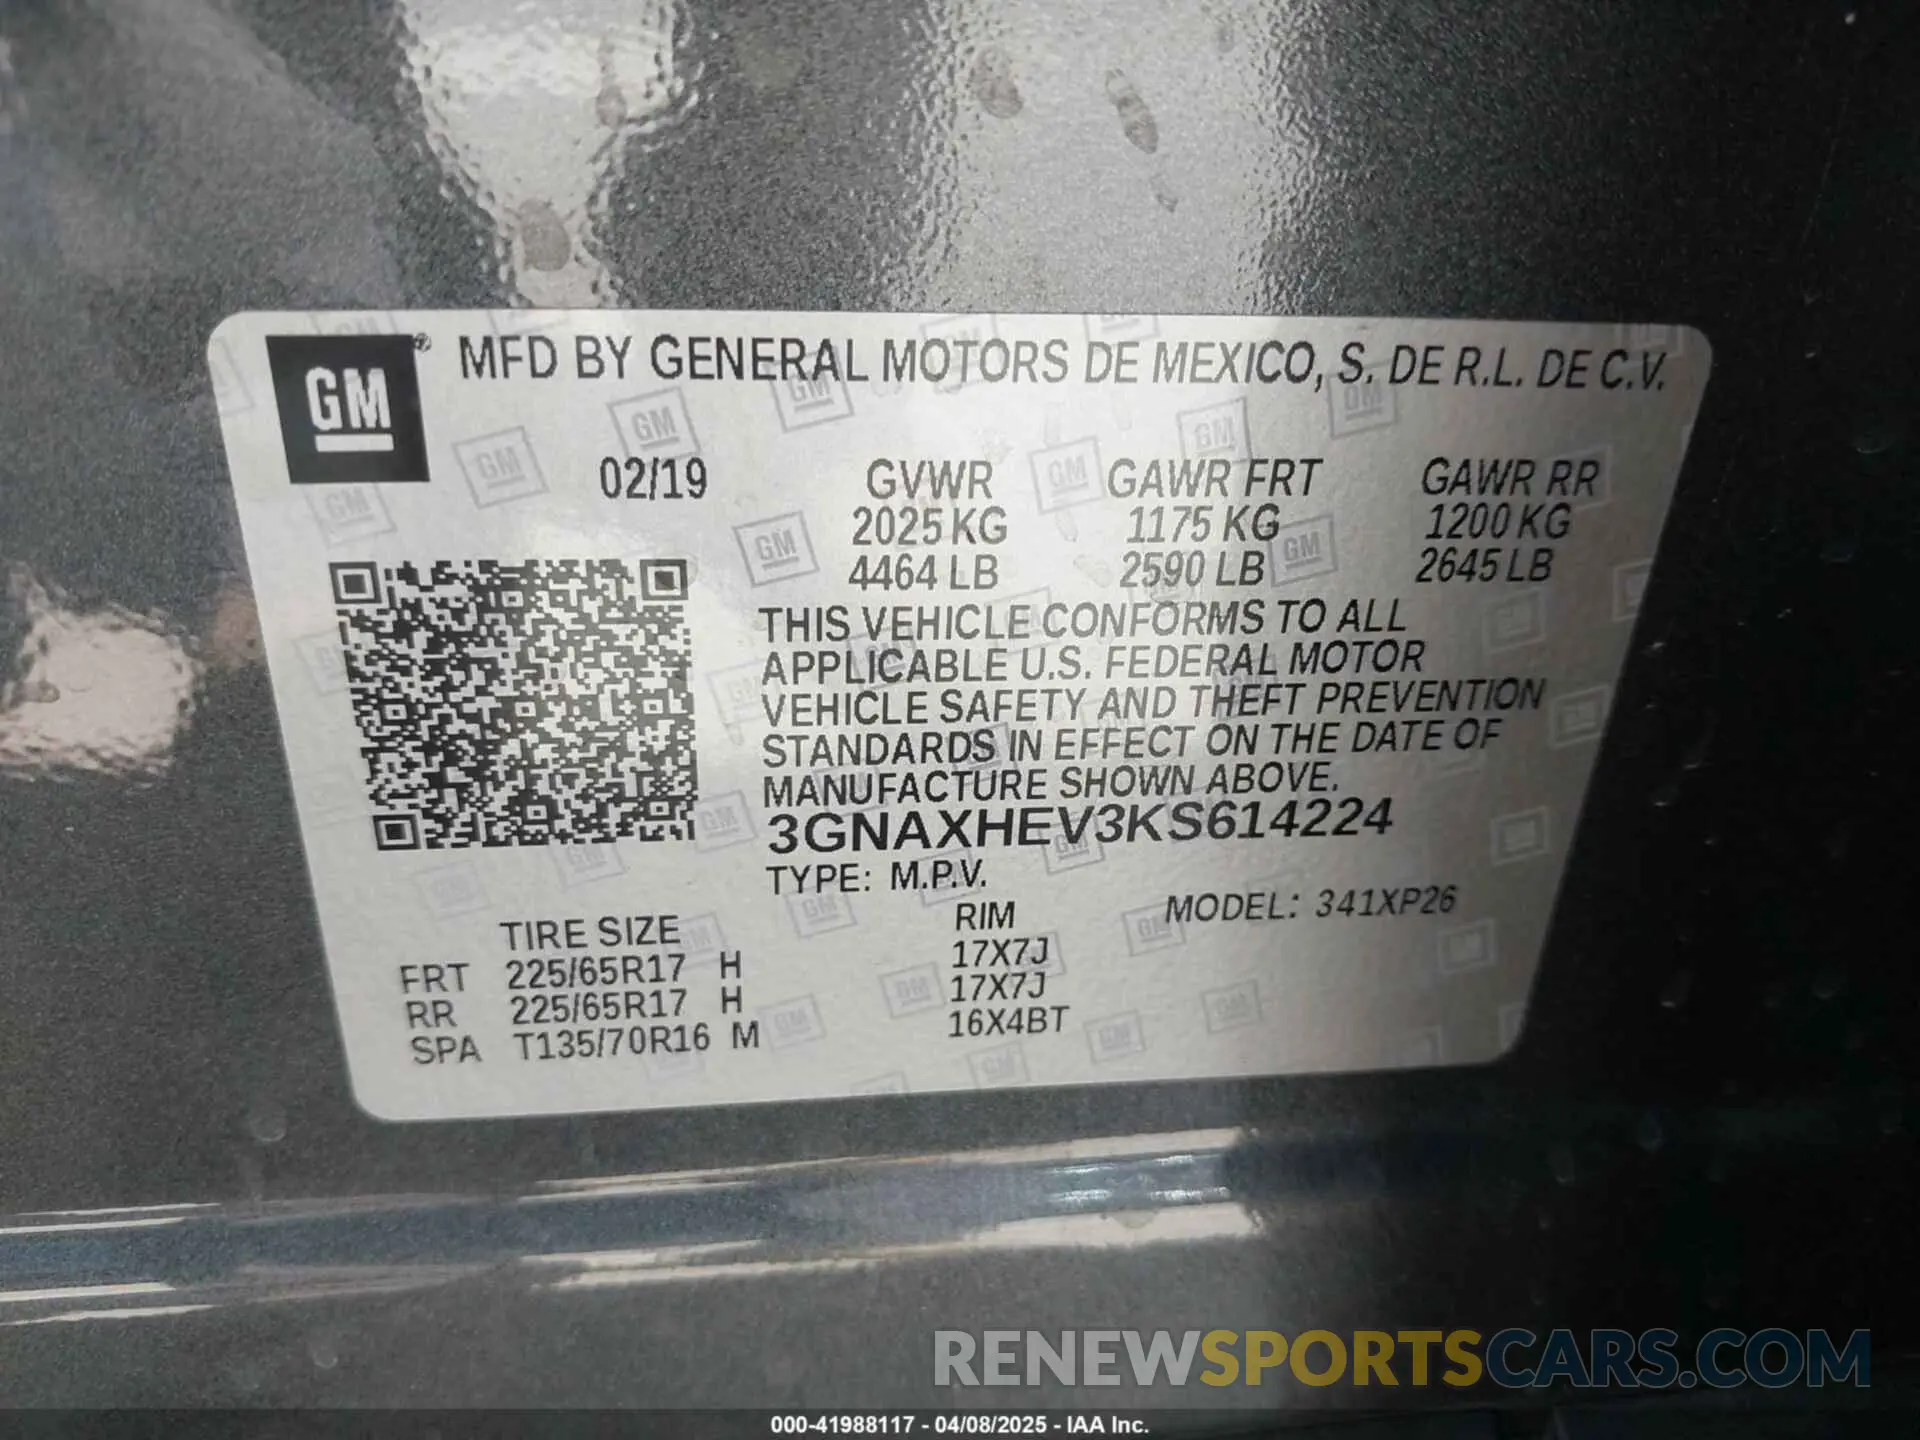 GM® MFD BY GENERAL MOTORS DE MEXICO, S. DE R.L. DE C.V.
02/19 GVWR GAWR FRT GAWR RR
2025 KG 1175 KG 1200 KG
4464 LB 2590 LB 2645 LB
THIS VEHICLE CONFORMS TO ALL
APPLICABLE U.S. FEDERAL MOTOR
VEHICLE SAFETY AND THEFT PREVENTION
STANDARDS IN EFFECT ON THE DATE OF
MANUFACTURE SHOWN ABOVE.
3GNAXHEV3KS614224
TYPE: M.P.V.
MODEL: 341XP26
TIRE SIZE RIM
FRT 225/65R17 H 17X7J
RR 225/65R17 H 17X7J
SPA T135/70R16 M 16X4BT
RENEWSPORTSCARS.COM
000-41988117 - 04/08/2025 - IAA Inc.